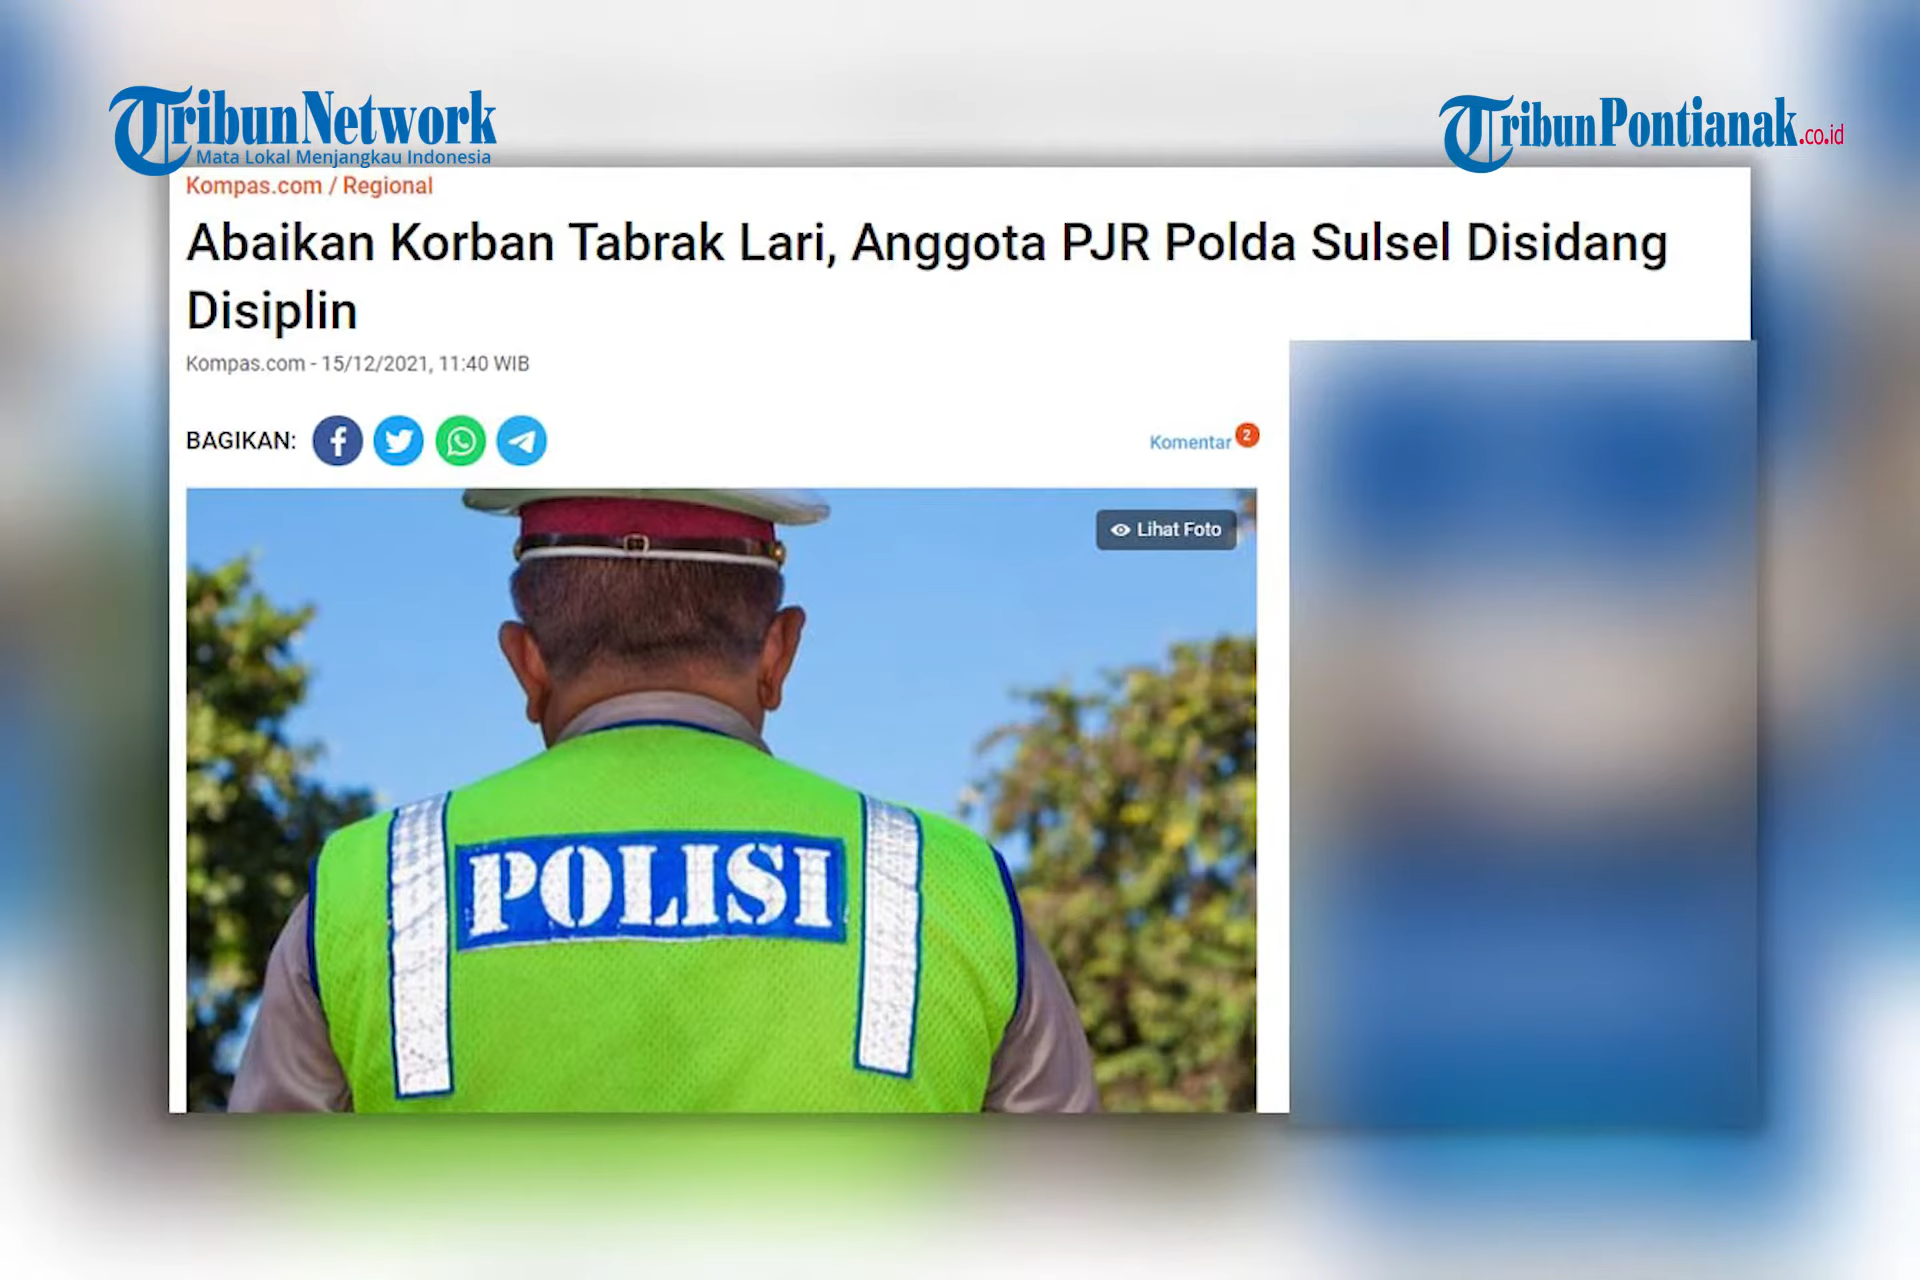 TribunNetwork
Mata Lokal Menjangkau Indonesia
TribunPontianak.co.id
Kompas.com / Regional
Abaikan Korban Tabrak Lari, Anggota PJR Polda Sulsel Disidang
Disiplin
Kompas.com - 15/12/2021, 11:40 WIB
BAGIKAN:
Komentar 2
Lihat Foto
POLISI